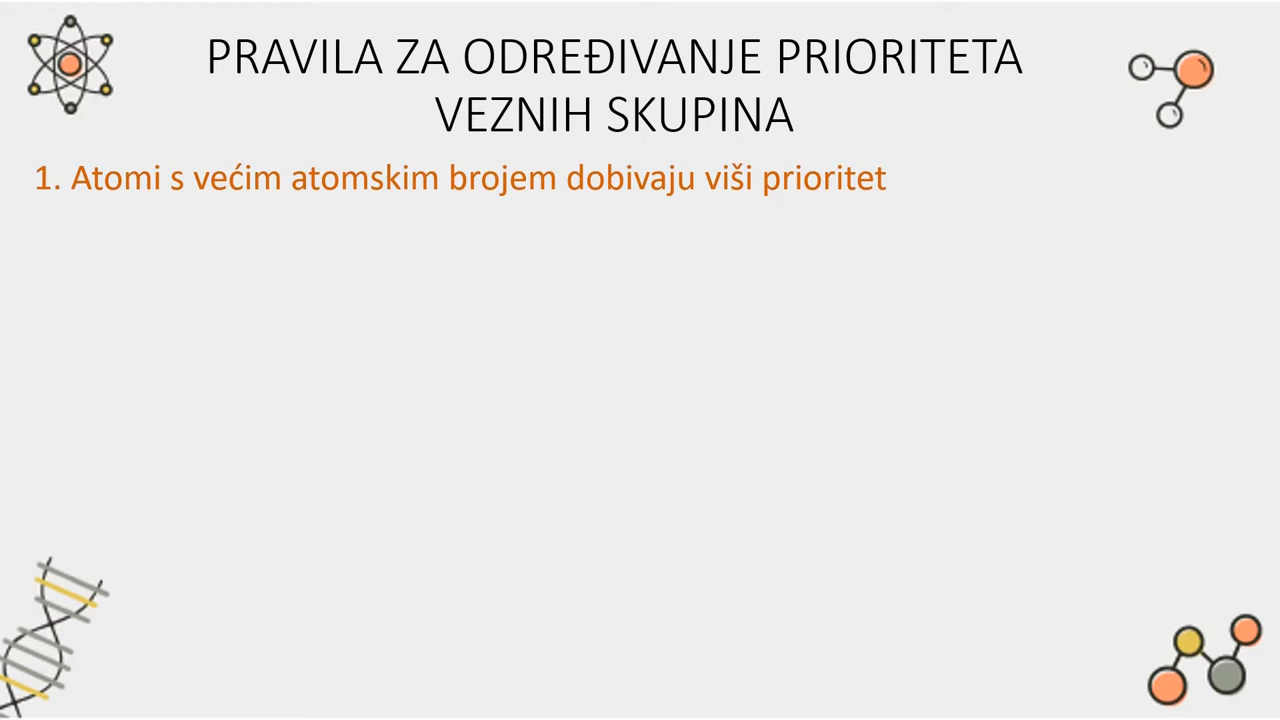 PRAVILA ZA ODREĐIVANJE PRIORITETA
VEZNIH SKUPINA
1. Atomi s većim atomskim brojem dobivaju viši prioritet